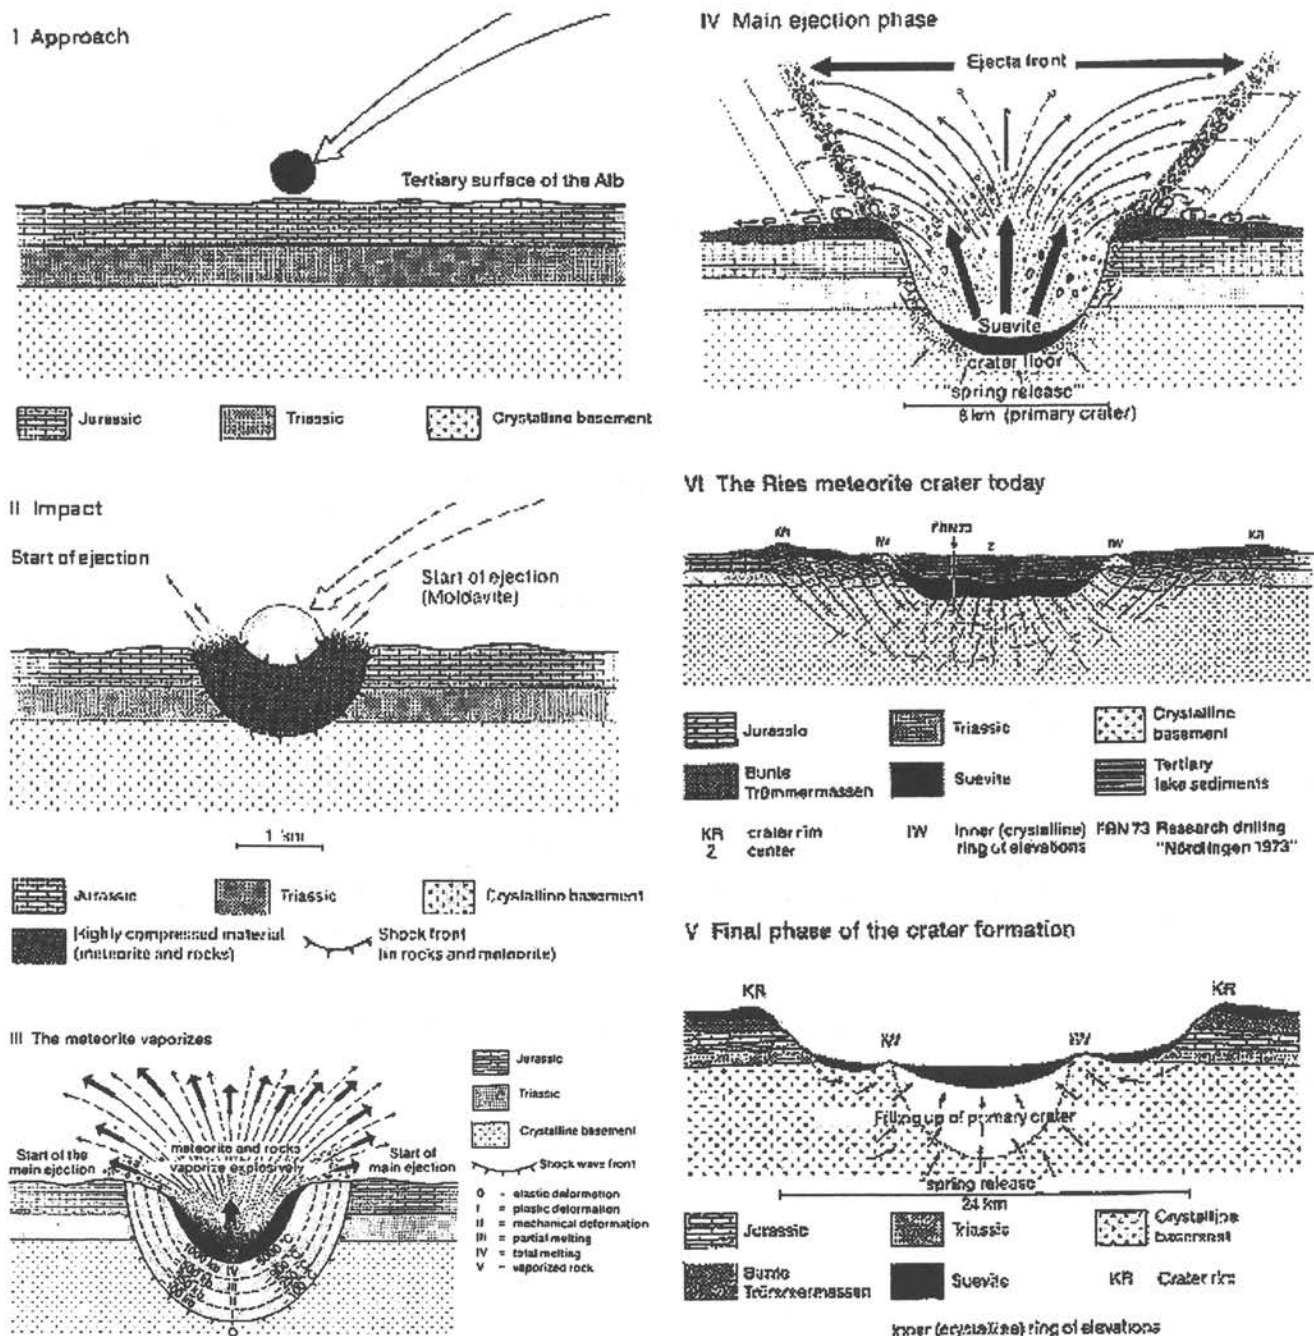 I Approach
Tertiary surface of the Alb
Jurassic
Triassic
Crystalline basement
II Impact
Start of ejection
Start of ejection
(Moldavite)
1 km
Jurassic
Triassic
Crystalline basement
Highly compressed material
(meteorite and rocks)
Shock front
(in rocks and meteorite)
III The meteorite vaporizes
Start of the
main ejection
meteorite and rocks
vaporize explosively
Start of
main ejection
Jurassic
Triassic
Crystalline basement
Shock wave front
0 = elastic deformation
I = plastic deformation
II = mechanical deformation
III = partial melting
IV = total melting
V = vaporized rock
IV
III
II
0
IV Main ejection phase
Ejecta front
Suevite
crater floor
"spring release"
8 km (primary crater)
VI The Ries meteorite crater today
KR
IW
FBN73
Z
IW
KR
Jurassic
Triassic
Crystalline
basement
Bunte
Trümmermassen
Suevite
Tertiary
lake sediments
KR crater rim
Z center
IW inner (crystalline)
ring of elevations
FBN 73 Research drilling
"Nördlingen 1973"
V Final phase of the crater formation
KR
KR
IW
IW
Filling up of primary crater
"spring release"
24 km
Jurassic
Triassic
Crystalline
basement
Bunte
Trümmermassen
Suevite
KR Crater rim
inner (crystalline) ring of elevations